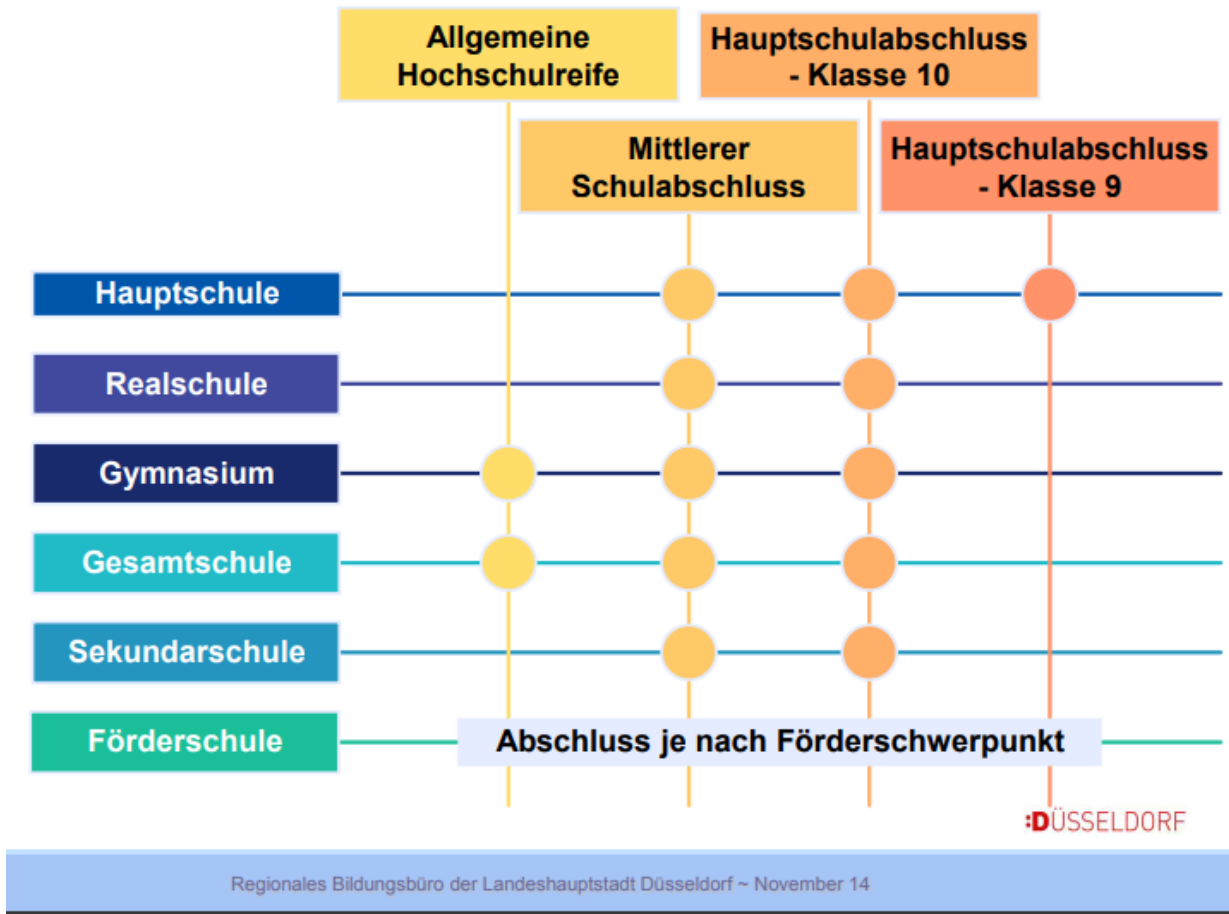 Allgemeine
Hochschulreife
Hauptschulabschluss
- Klasse 10
Mittlerer
Schulabschluss
Hauptschulabschluss
- Klasse 9
Hauptschule
Realschule
Gymnasium
Gesamtschule
Sekundarschule
Förderschule
Abschluss je nach Förderschwerpunkt
:DÜSSELDORF
Regionales Bildungsbüro der Landeshauptstadt Düsseldorf ~ November 14